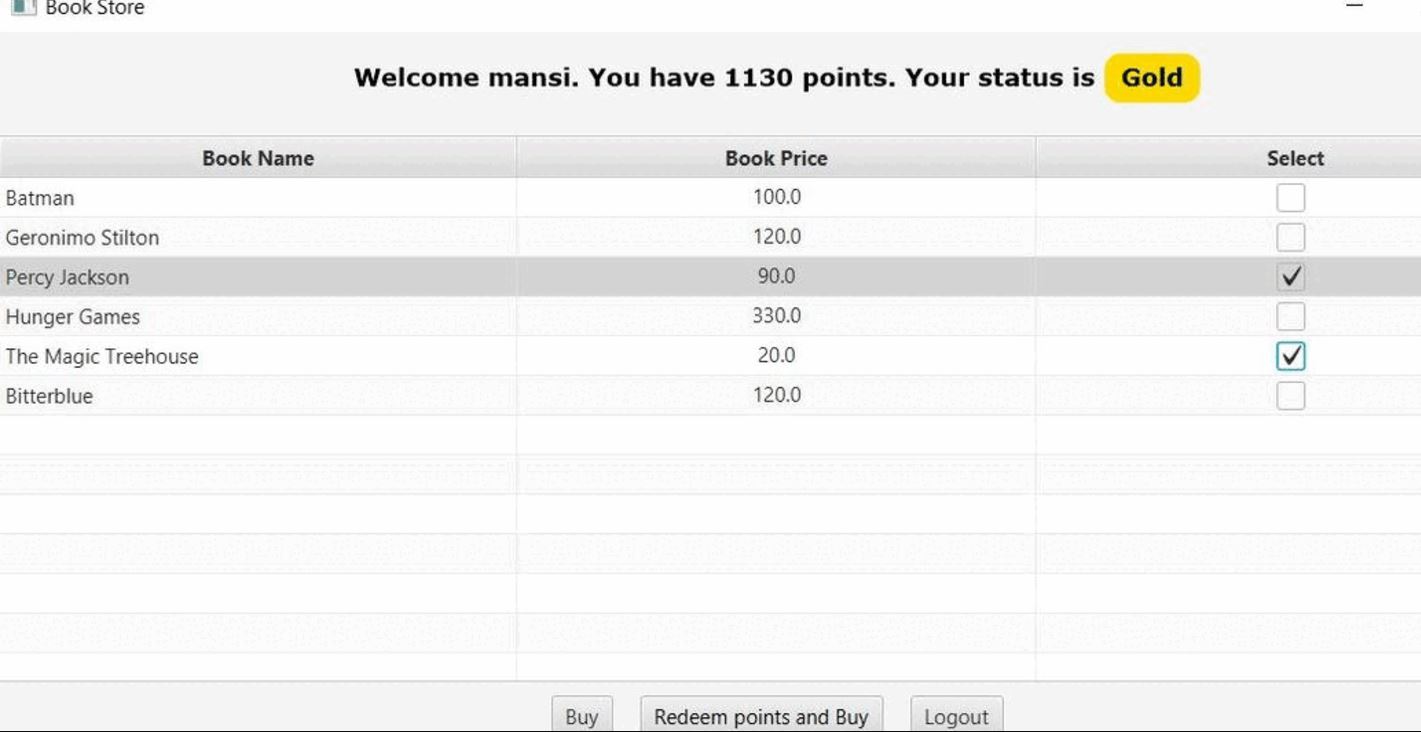 Book Store
Welcome mansi. You have 1130 points. Your status is Gold
Book Name Book Price Select
Batman 100.0
Geronimo Stilton 120.0
Percy Jackson 90.0
Hunger Games 330.0
The Magic Treehouse 20.0
Bitterblue 120.0
Buy Redeem points and Buy Logout